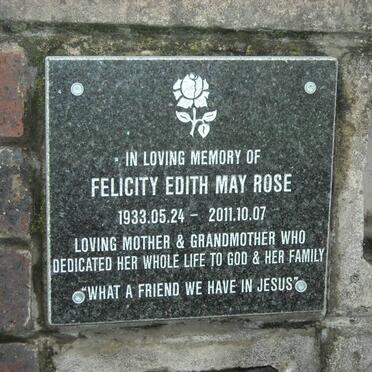 IN LOVING MEMORY OF
FELICITY EDITH MAY ROSE
1933.05.24 - 2011.10.07
LOVING MOTHER & GRANDMOTHER WHO
DEDICATED HER WHOLE LIFE TO GOD & HER FAMILY
"WHAT A FRIEND WE HAVE IN JESUS"